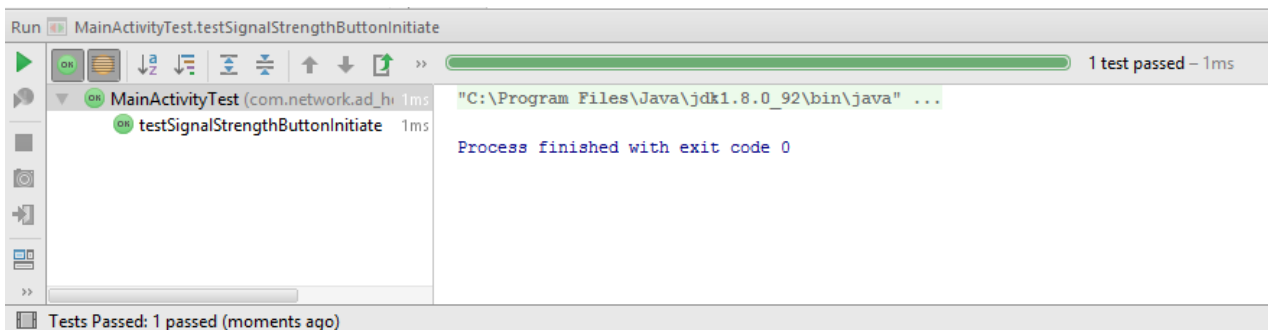 Run MainActivityTest.testSignalStrengthButtonInitiate
1 test passed – 1ms
MainActivityTest (com.network.ad_h 1ms
testSignalStrengthButtonInitiate 1ms
"C:\Program Files\Java\jdk1.8.0_92\bin\java" ...
Process finished with exit code 0
Tests Passed: 1 passed (moments ago)